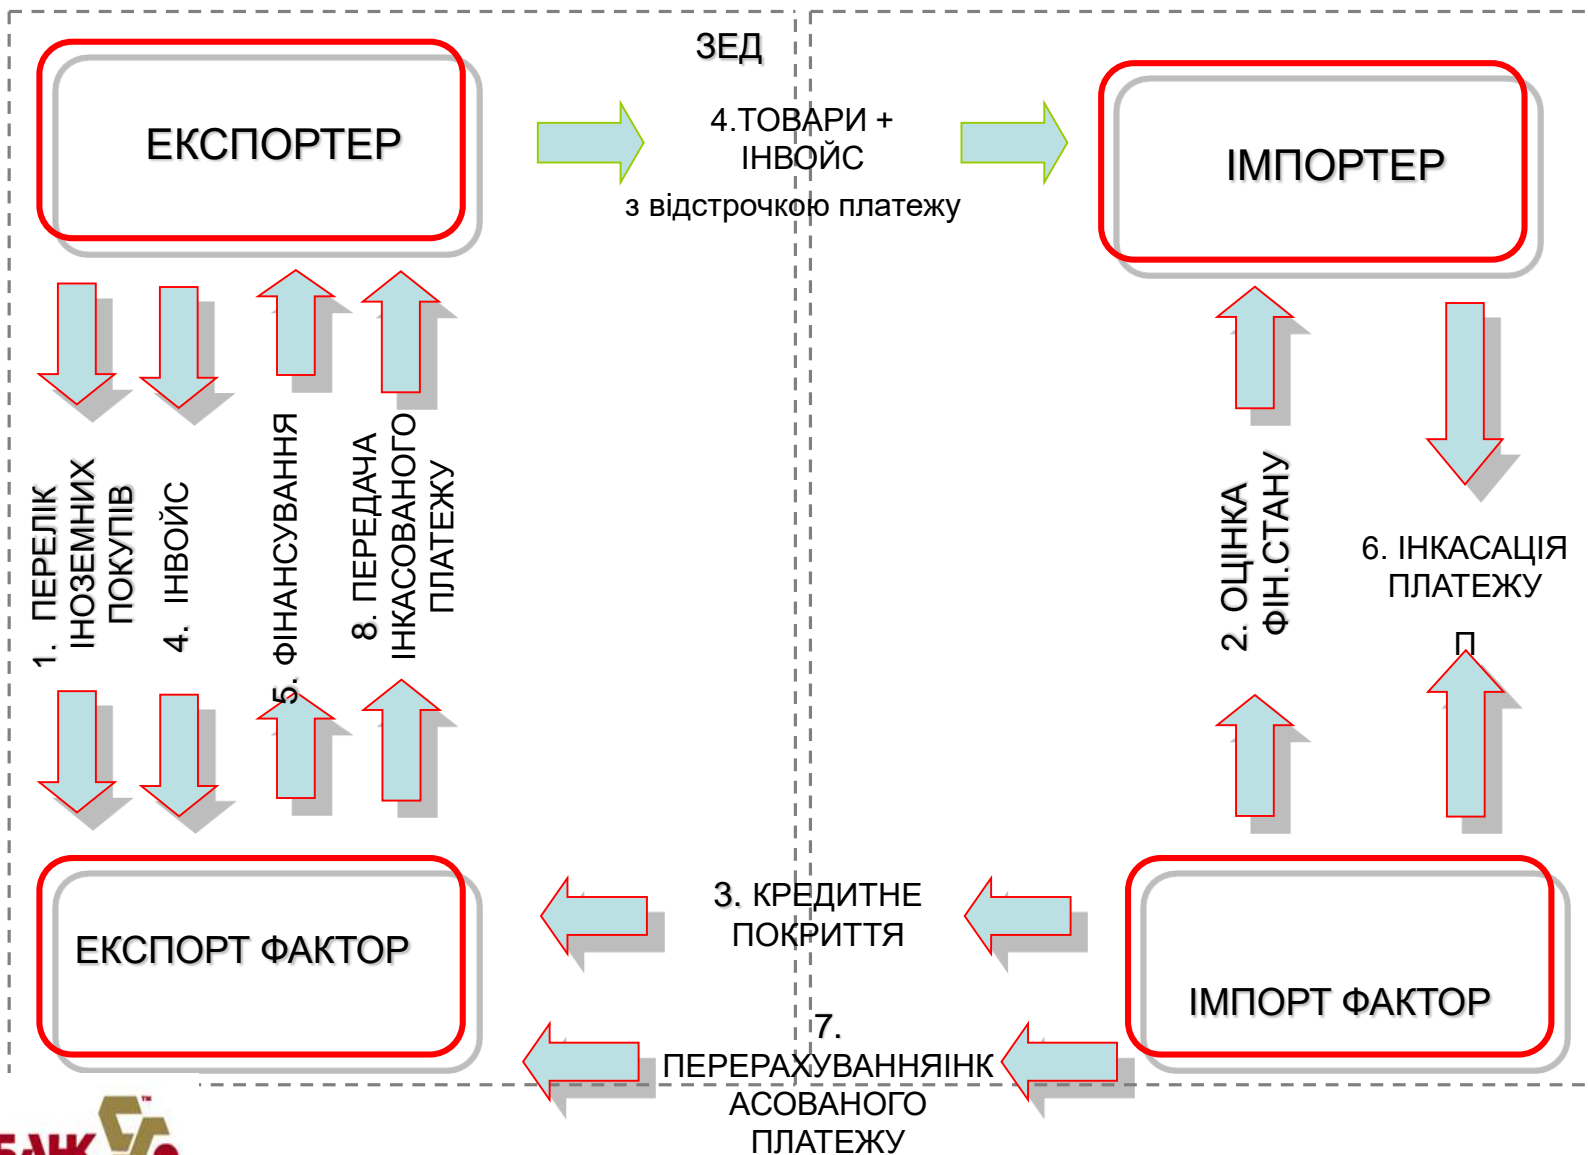 ЗЕД
ЕКСПОРТЕР
4.ТОВАРИ +
ІНВОЙС
з відстрочкою платежу
ІМПОРТЕР
1. ПЕРЕЛІК
ІНОЗЕМНИХ
ПОКУПІВ
4. ІНВОЙС
5. ФІНАНСУВАННЯ
8. ПЕРЕДАЧА
ІНКАСОВАНОГО
ПЛАТЕЖУ
2. ОЦІНКА
ФІН.СТАНУ
6. ІНКАСАЦІЯ
ПЛАТЕЖУ
П
ЕКСПОРТ ФАКТОР
3. КРЕДИТНЕ
ПОКРИТТЯ
ІМПОРТ ФАКТОР
7.
ПЕРЕРАХУВАННЯІНК
АСОВАНОГО
ПЛАТЕЖУ
БАНК
TM